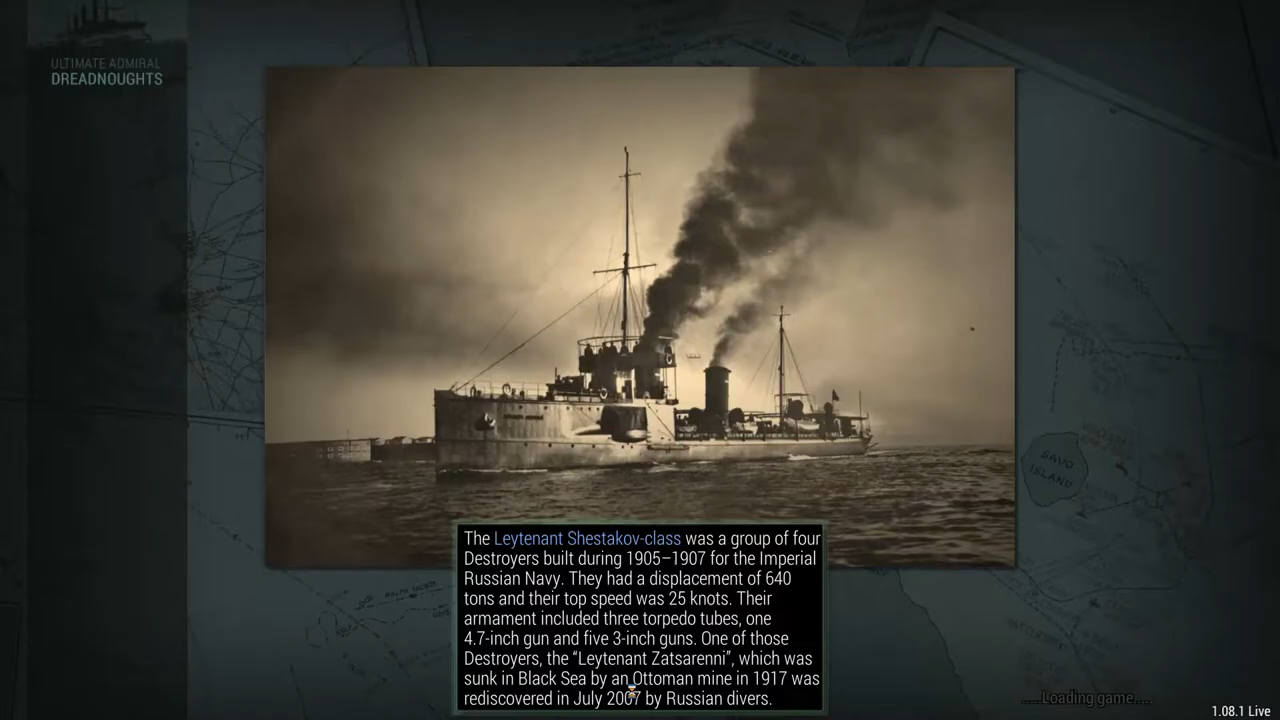 ULTIMATE ADMIRAL
DREADNOUGHTS
SAVO
ISLAND
The Leytenant Shestakov-class was a group of four
Destroyers built during 1905–1907 for the Imperial
Russian Navy. They had a displacement of 640
tons and their top speed was 25 knots. Their
armament included three torpedo tubes, one
4.7-inch gun and five 3-inch guns. One of those
Destroyers, the “Leytenant Zatsarenni”, which was
sunk in Black Sea by an Ottoman mine in 1917 was
rediscovered in July 2007 by Russian divers.
.....Loading game.....
1.08.1 Live